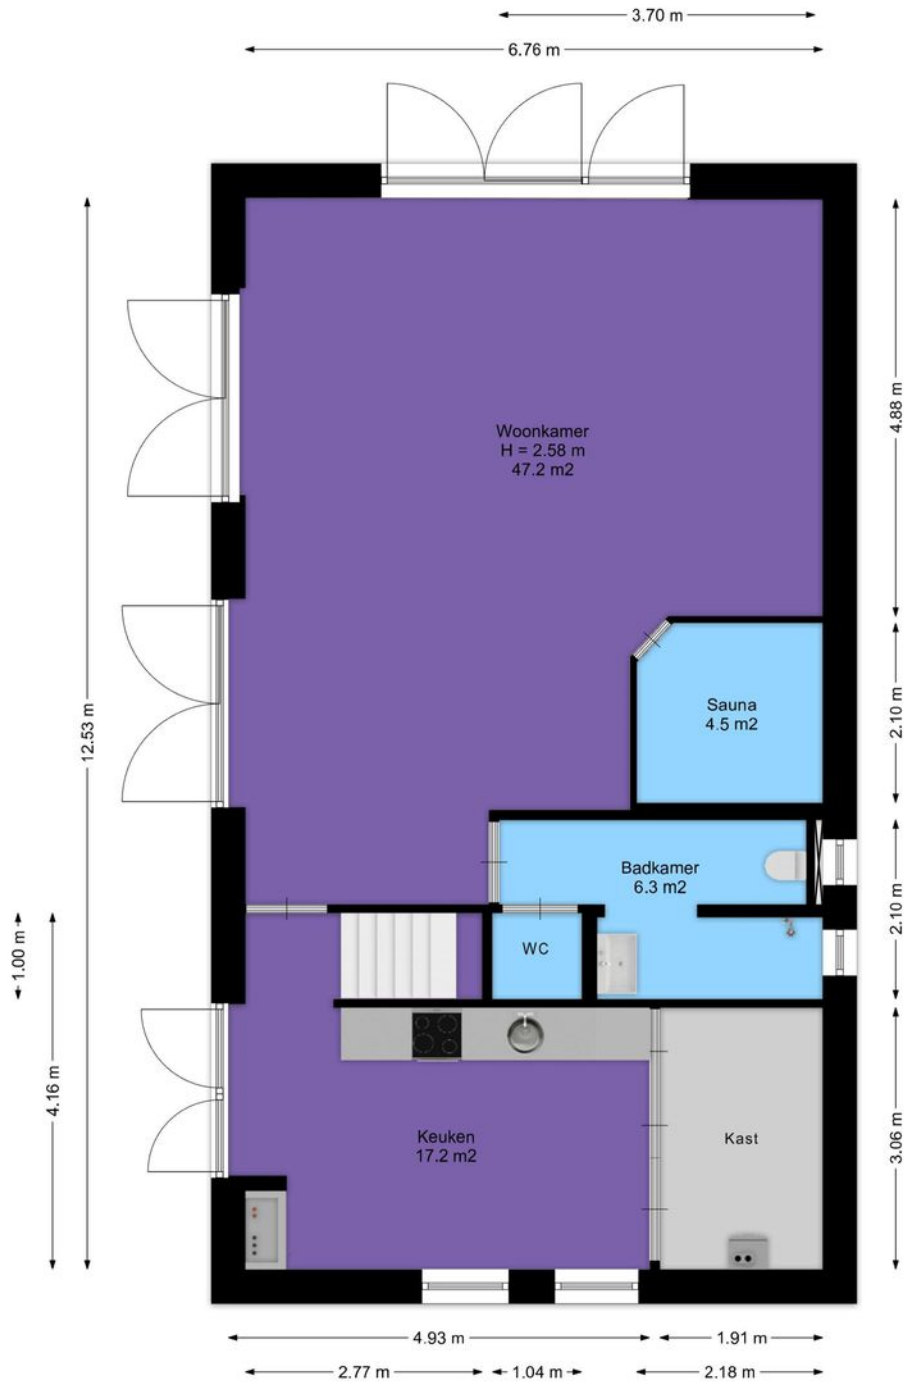 3.70 m
6.76 m
12.53 m
4.88 m
Woonkamer
H = 2.58 m
47.2 m2
Sauna
4.5 m2
2.10 m
Badkamer
6.3 m2
2.10 m
WC
1.00 m
4.16 m
Keuken
17.2 m2
Kast
3.06 m
4.93 m
1.91 m
2.77 m
1.04 m
2.18 m